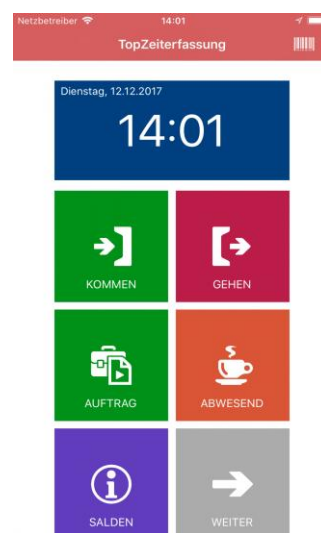 Netzbetreiber 14:01
TopZeiterfassung
Dienstag, 12.12.2017
14:01
KOMMEN GEHEN
AUFTRAG ABWESEND
SALDEN WEITER